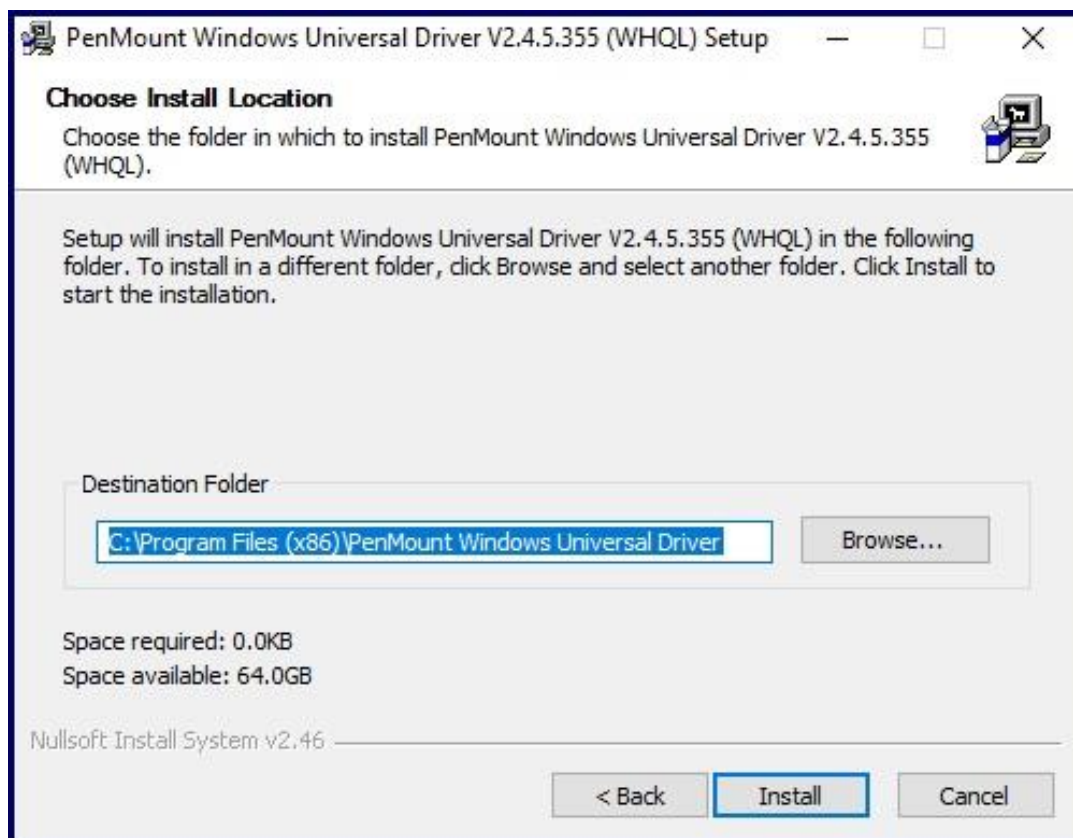 PenMount Windows Universal Driver V2.4.5.355 (WHQL) Setup
Choose Install Location
Choose the folder in which to install PenMount Windows Universal Driver V2.4.5.355
(WHQL).
Setup will install PenMount Windows Universal Driver V2.4.5.355 (WHQL) in the following
folder. To install in a different folder, click Browse and select another folder. Click Install to
start the installation.
Destination Folder
C:\Program Files (x86)\PenMount Windows Universal Driver
Browse...
Space required: 0.0KB
Space available: 64.0GB
Nullsoft Install System v2.46
< Back
Install
Cancel